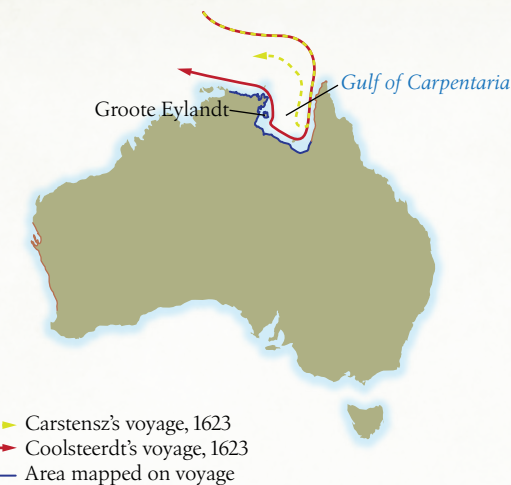 Gulf of Carpentaria
Groote Eylandt
Carstensz's voyage, 1623
Coolsteerdt's voyage, 1623
Area mapped on voyage